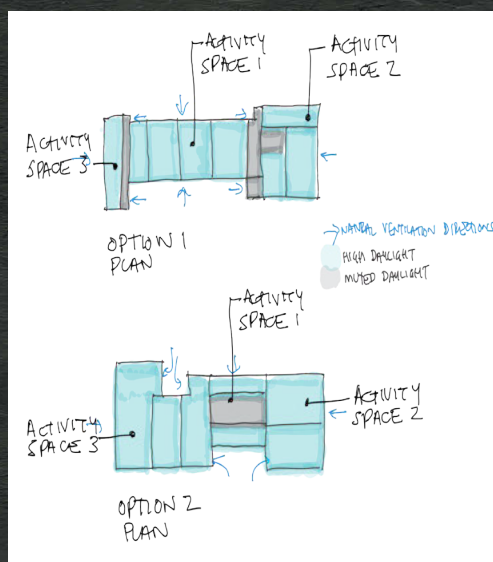 ACTIVITY
SPACE 1
ACTIVITY
SPACE 2
ACTIVITY
SPACE 3
OPTION 1
PLAN
NATURAL VENTILATION DIRECTIONS
HIGH DAYLIGHT
MUTED DAYLIGHT
ACTIVITY
SPACE 1
ACTIVITY
SPACE 2
ACTIVITY
SPACE 3
OPTION 2
PLAN